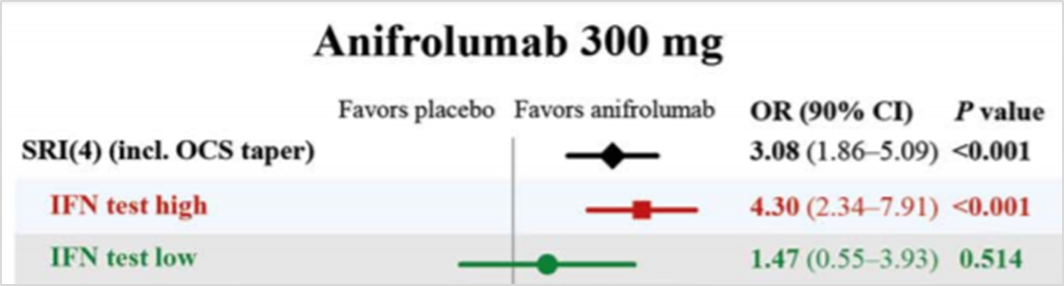 Anifrolumab 300 mg
Favors placebo Favors anifrolumab OR (90% CI) P value
SRI(4) (incl. OCS taper) 3.08 (1.86–5.09) <0.001
IFN test high 4.30 (2.34–7.91) <0.001
IFN test low 1.47 (0.55–3.93) 0.514